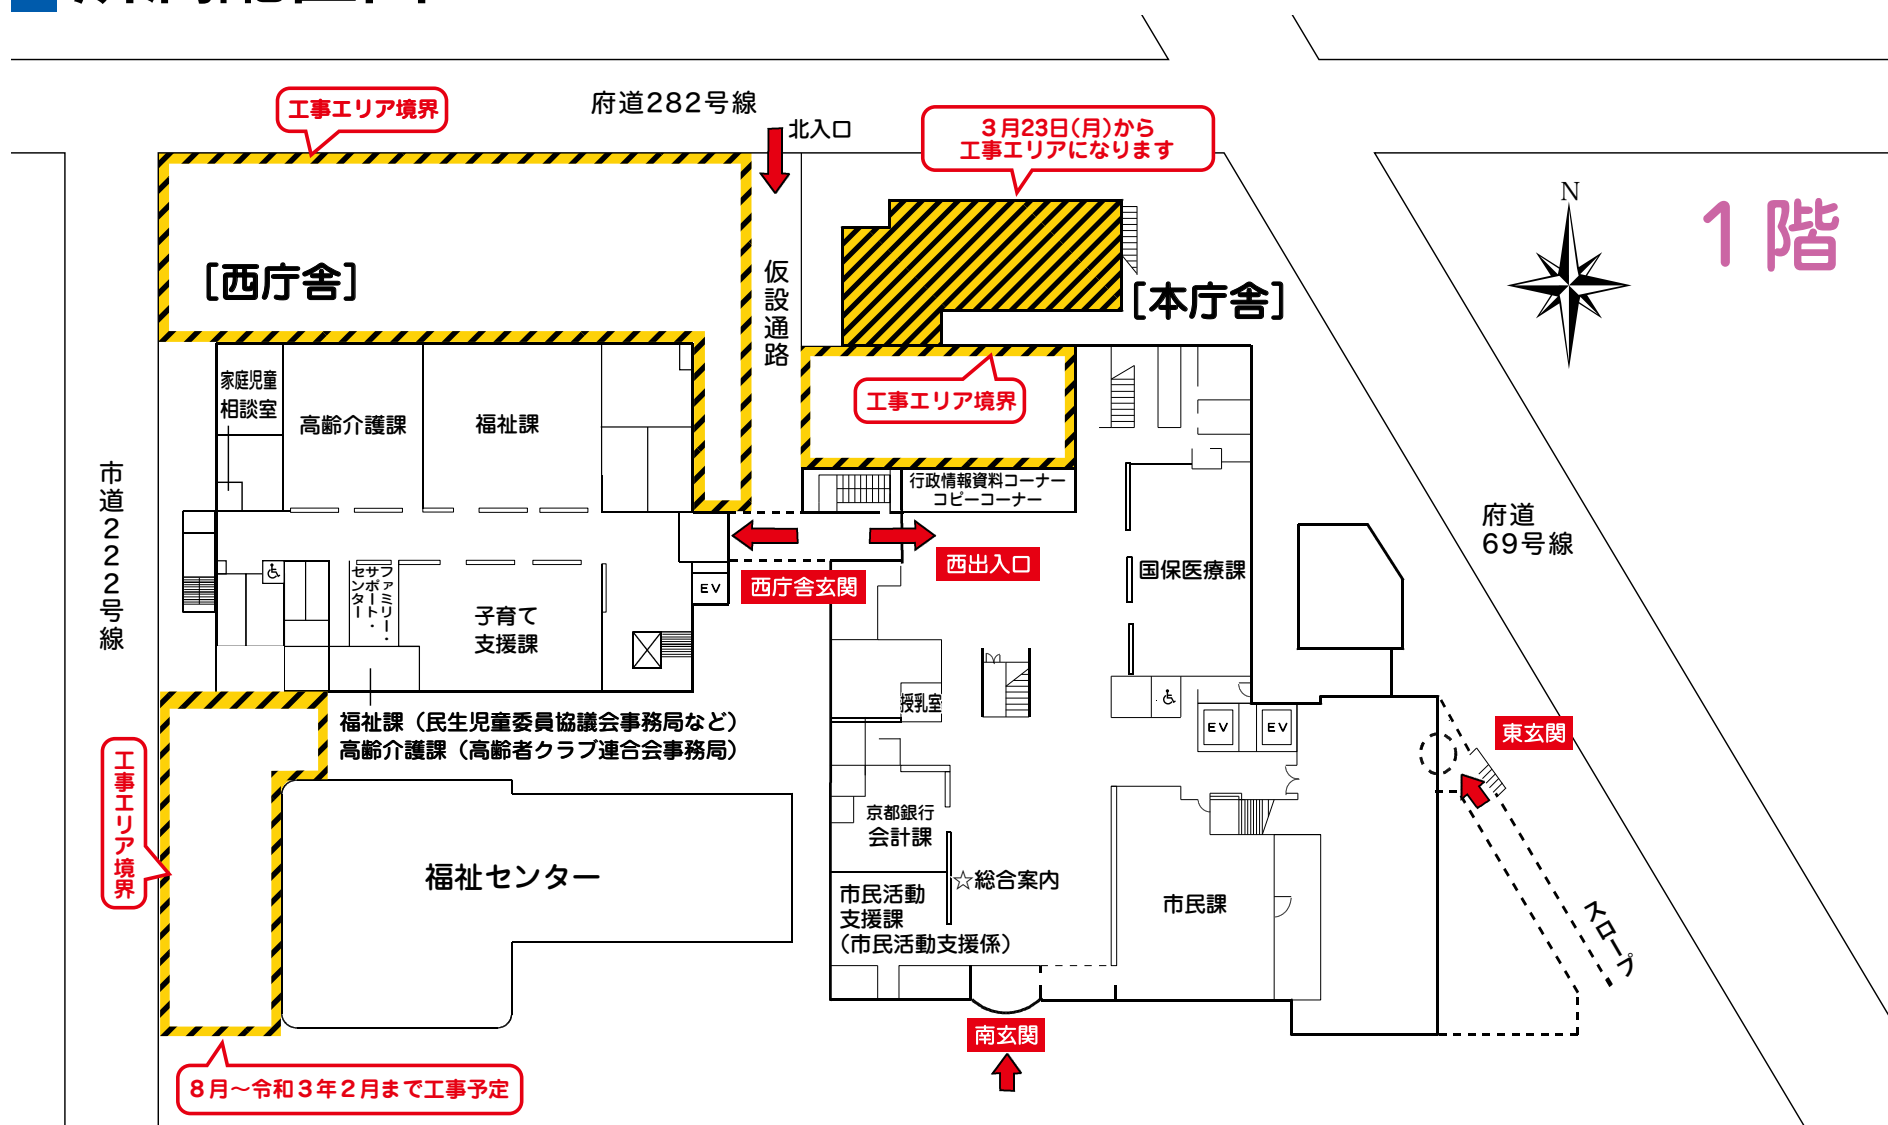 府道282号線
工事エリア境界
北入口
3月23日(月)から
工事エリアになります
N
1階
[西庁舎]
仮設通路
[本庁舎]
家庭児童
相談室
高齢介護課
福祉課
工事エリア境界
市道222号線
行政情報資料コーナー
コピーコーナー
府道
69号線
西出入口
西庁舎玄関
国保医療課
EV
ファミリー・
サポート・
センター
子育て
支援課
授乳室
福祉課（民生児童委員協議会事務局など）
高齢介護課（高齢者クラブ連合会事務局）
EV
EV
東玄関
工事エリア境界
京都銀行
会計課
福祉センター
☆総合案内
市民活動
支援課
（市民活動支援係）
市民課
スロープ
南玄関
8月～令和3年2月まで工事予定